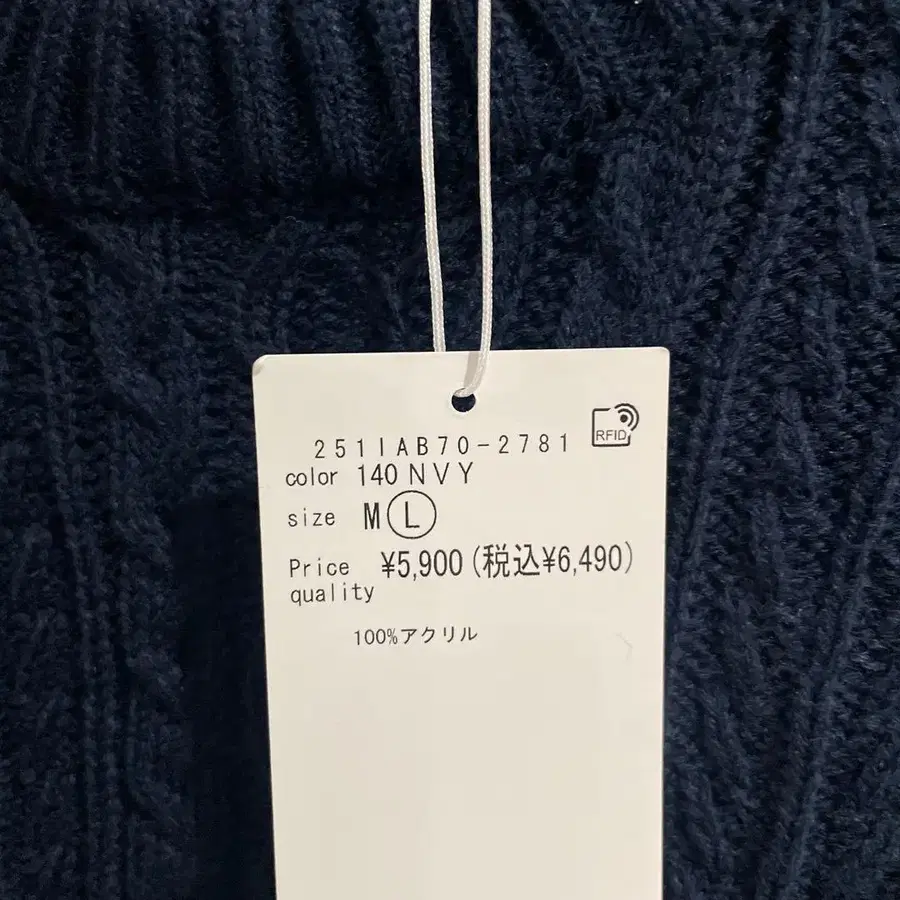 251IAB70-2781
RFID
color 140 NVY
size M L
Price ¥5,900(税込¥6,490)
quality
100%アクリル